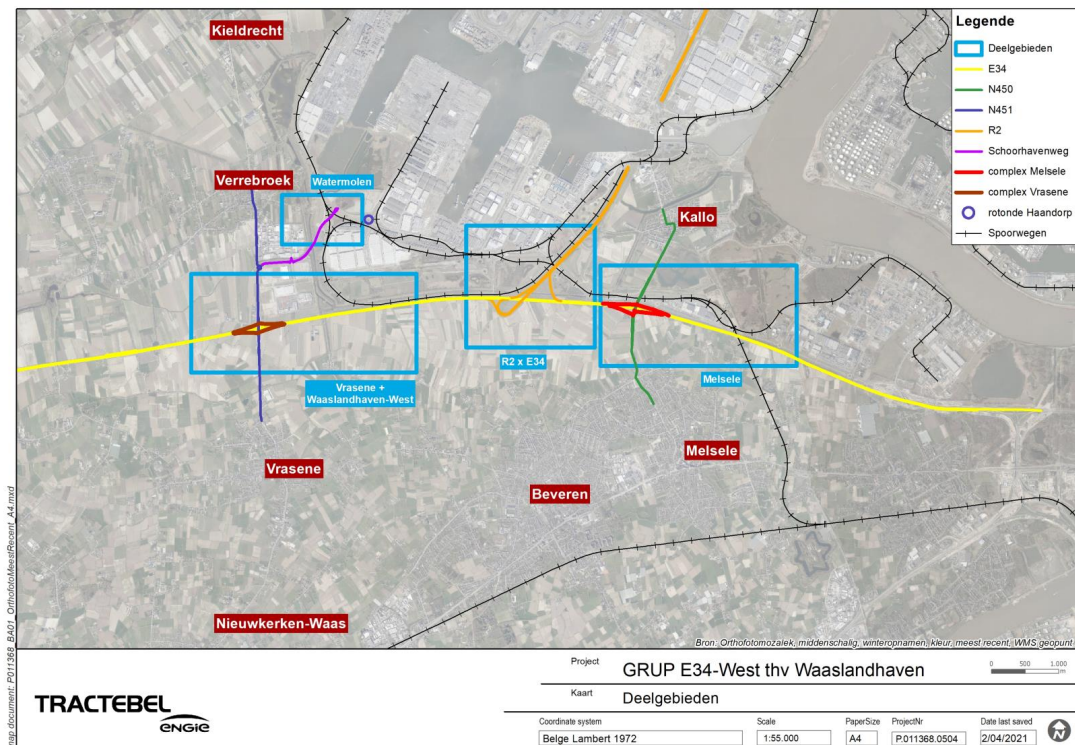 Kieldrecht
Verrebroek
Watermolen
Kallo
R2 x E34
Vrasene +
Waaslandhaven-West
Melsele
Vrasene
Melsele
Beveren
Nieuwkerken-Waas
Legende
Deelgebieden
E34
N450
N451
R2
Schoorhavenweg
complex Melsele
complex Vrasene
rotonde Haandorp
Spoorwegen
Bron: Orthofotomozaïek, middenschalig, winteropnamen, kleur, meest recent, WMS geopunt
map document: P011368_BA01_OrthofotoMeestRecent_A4.mxd
TRACTEBEL
ENGIE
Project
GRUP E34-West thv Waaslandhaven
0 500 1.000
m
Kaart
Deelgebieden
Coordinate system
Scale
PaperSize
ProjectNr
Date last saved
Belge Lambert 1972
1:55.000
A4
P.011368.0504
2/04/2021
N